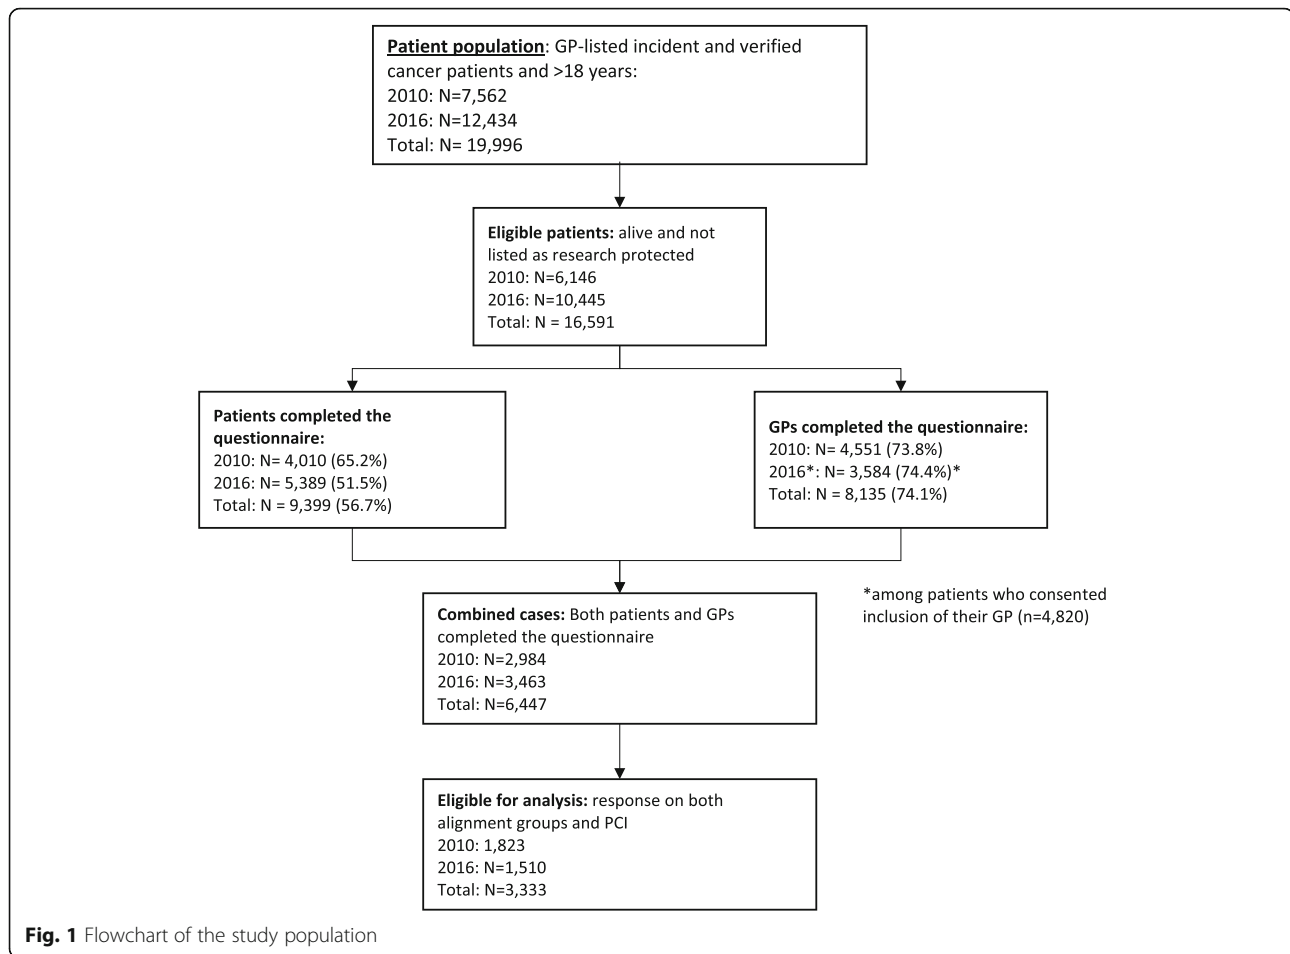 Patient population: GP-listed incident and verified
cancer patients and >18 years:
2010: N=7,562
2016: N=12,434
Total: N= 19,996
Eligible patients: alive and not
listed as research protected
2010: N=6,146
2016: N=10,445
Total: N = 16,591
Patients completed the
questionnaire:
2010: N= 4,010 (65.2%)
2016: N= 5,389 (51.5%)
Total: N = 9,399 (56.7%)
GPs completed the questionnaire:
2010: N= 4,551 (73.8%)
2016*: N= 3,584 (74.4%)*
Total: N = 8,135 (74.1%)
Combined cases: Both patients and GPs
completed the questionnaire
2010: N=2,984
2016: N=3,463
Total: N=6,447
*among patients who consented
inclusion of their GP (n=4,820)
Eligible for analysis: response on both
alignment groups and PCI
2010: 1,823
2016: N=1,510
Total: N=3,333
Fig. 1 Flowchart of the study population